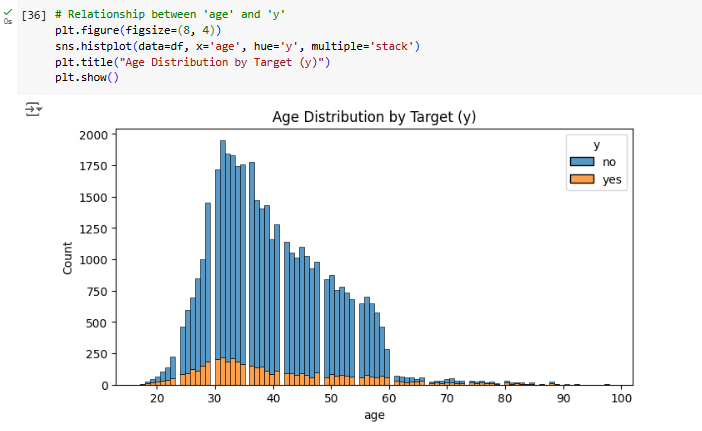 [36] # Relationship between 'age' and 'y'
plt.figure(figsize=(8, 4))
sns.histplot(data=df, x='age', hue='y', multiple='stack')
plt.title("Age Distribution by Target (y)")
plt.show()
0s
Age Distribution by Target (y)
y
no
yes
2000
1750
1500
1250
1000
750
500
250
0
Count
20 30 40 50 60 70 80 90 100
age